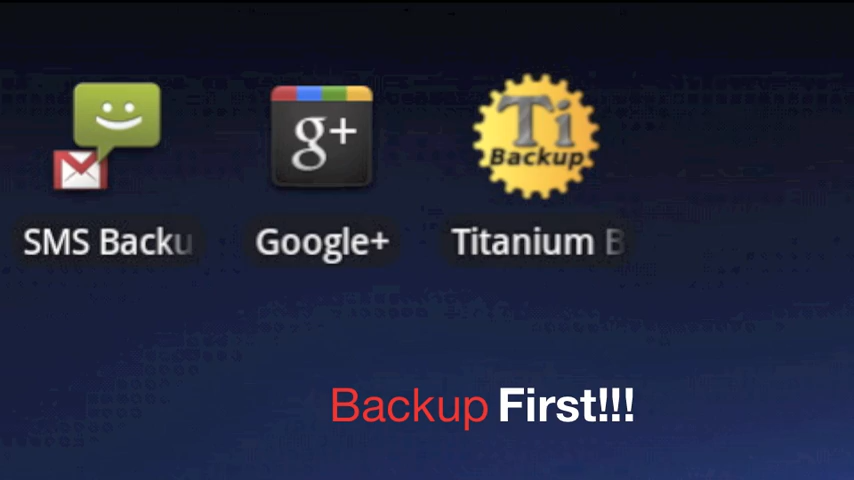 g+
Ti
Backup
SMS Backu
Google+
Titanium B
Backup First!!!